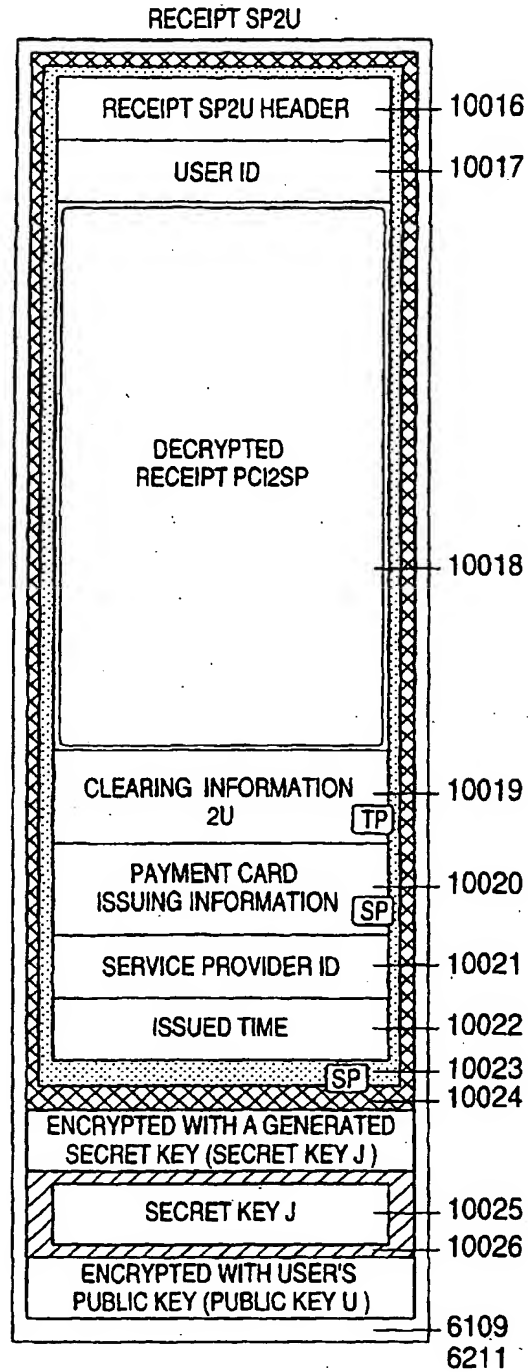 RECEIPT SP2U
RECEIPT SP2U HEADER
10016
USER ID
10017
DECRYPTED
RECEIPT PCI2SP
10018
CLEARING INFORMATION
2U
TP
10019
PAYMENT CARD
ISSUING INFORMATION
SP
10020
SERVICE PROVIDER ID
10021
ISSUED TIME
10022
SP
10023
10024
ENCRYPTED WITH A GENERATED
SECRET KEY (SECRET KEY J )
SECRET KEY J
10025
10026
ENCRYPTED WITH USER'S
PUBLIC KEY (PUBLIC KEY U )
6109
6211